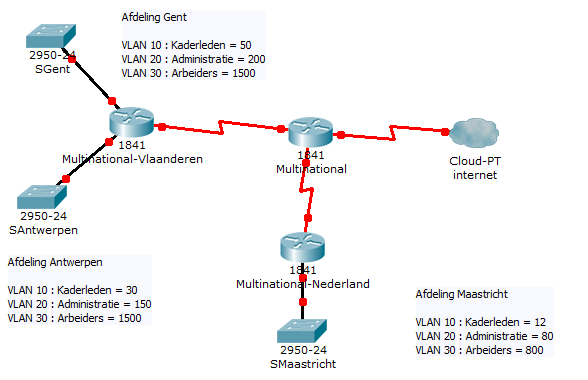 Afdeling Gent
VLAN 10 : Kaderleden = 50
VLAN 20 : Administratie = 200
VLAN 30 : Arbeiders = 1500
2950-24
SGent
1841
Multinational-Vlaanderen
1841
Multinational
Cloud-PT
internet
2950-24
SAntwerpen
Afdeling Antwerpen
VLAN 10 : Kaderleden = 30
VLAN 20 : Administratie = 150
VLAN 30 : Arbeiders = 1500
1841
Multinational-Nederland
Afdeling Maastricht
VLAN 10 : Kaderleden = 12
VLAN 20 : Administratie = 80
VLAN 30 : Arbeiders = 800
2950-24
SMaastricht